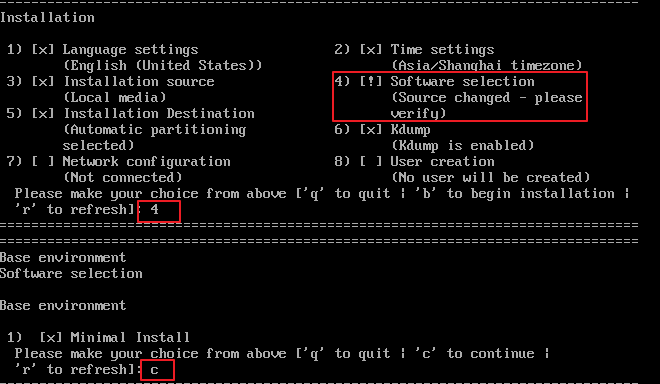 ================================================================================
Installation
1) [x] Language settings 2) [x] Time settings
(English (United States)) (Asia/Shanghai timezone)
3) [x] Installation source 4) [!] Software selection
(Local media) (Source changed - please
5) [x] Installation Destination verify)
(Automatic partitioning 6) [x] Kdump
selected) (Kdump is enabled)
7) [ ] Network configuration 8) [ ] User creation
(Not connected) (No user will be created)
Please make your choice from above ['q' to quit | 'b' to begin installation |
'r' to refresh]: 4
================================================================================
================================================================================
Base environment
Software selection
Base environment
1) [x] Minimal Install
Please make your choice from above ['q' to quit | 'c' to continue |
'r' to refresh]: c
================================================================================